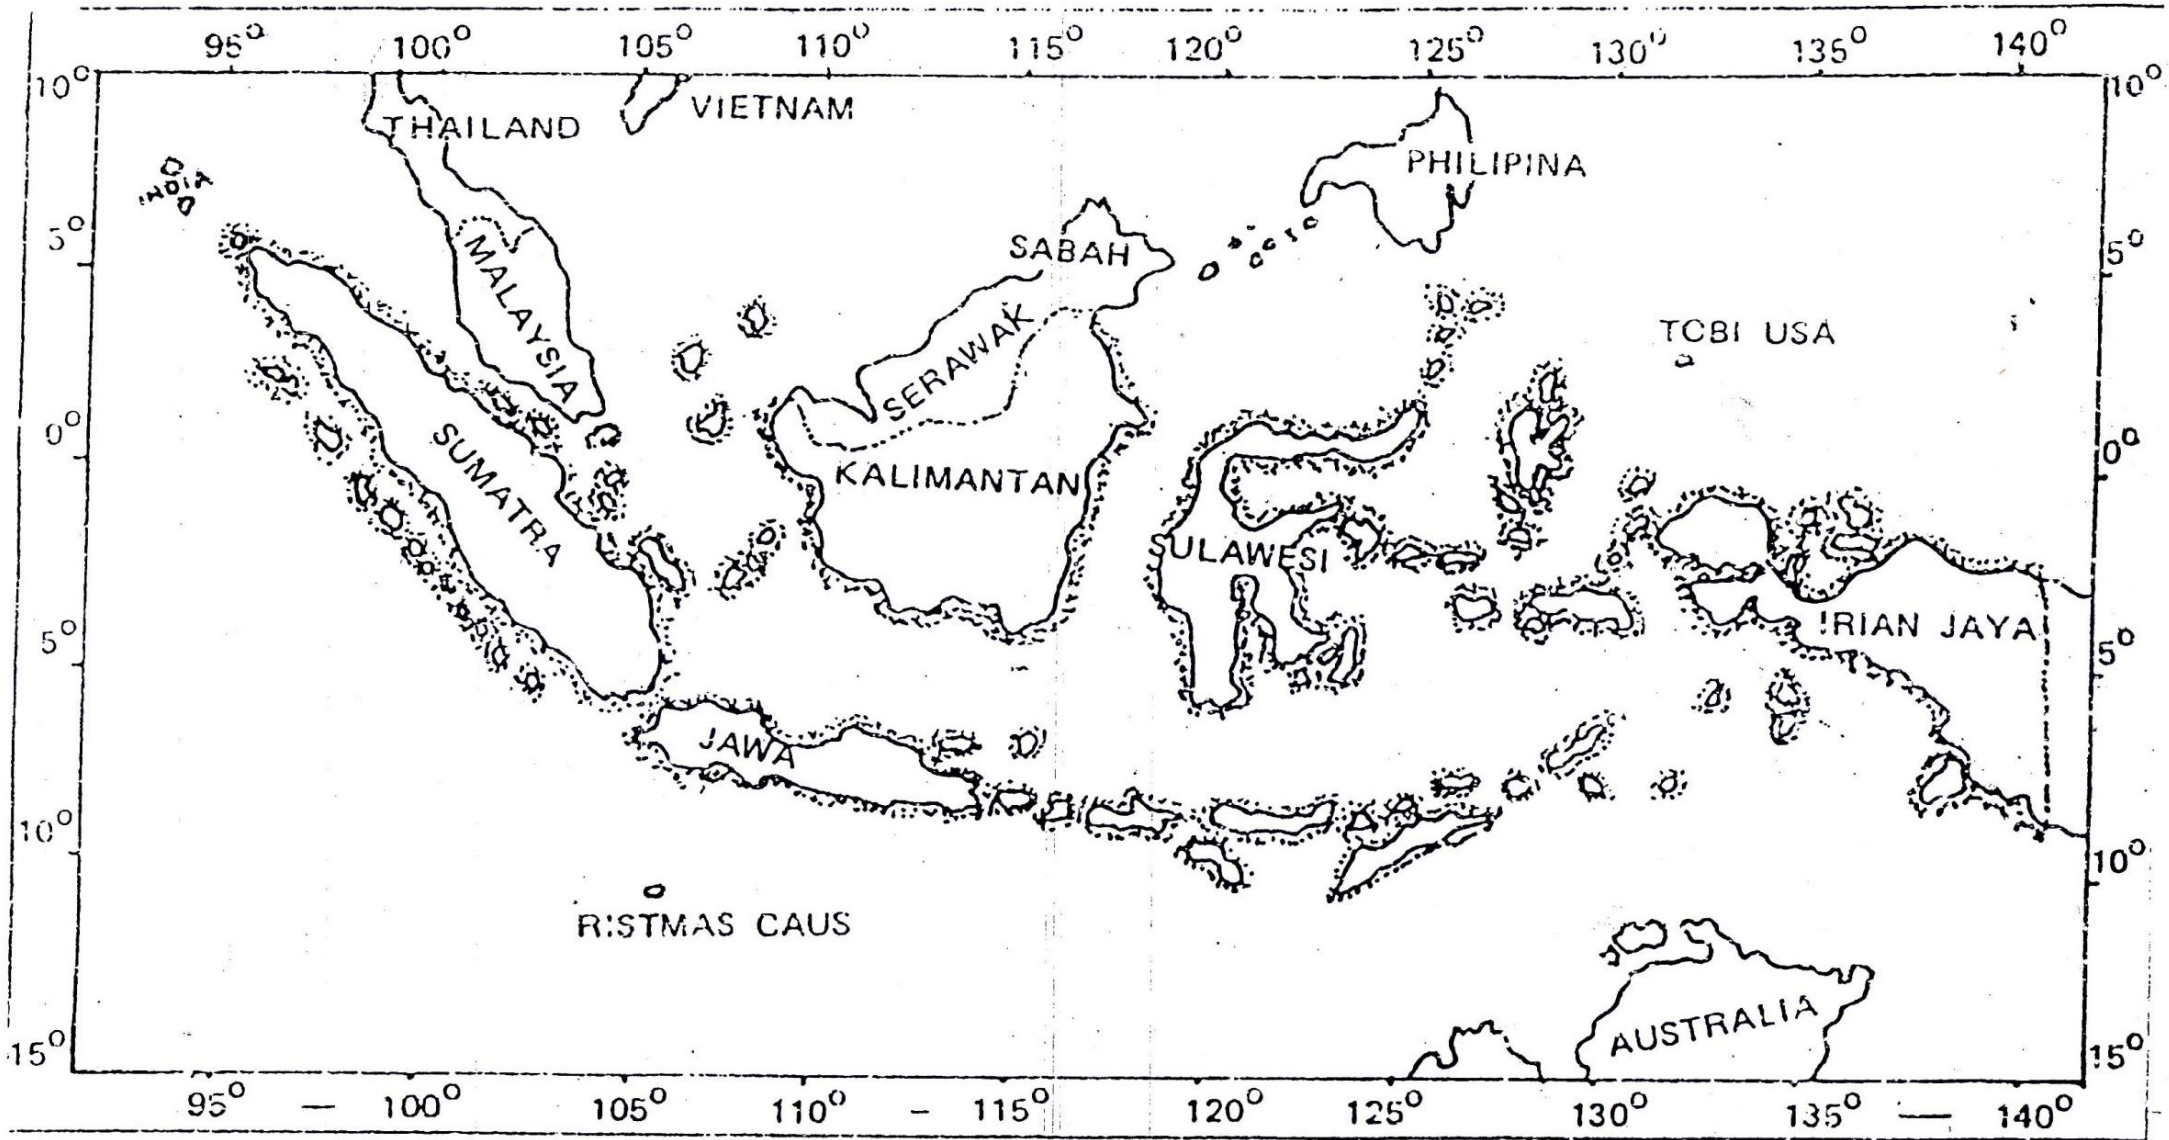 95° 100° 105° 110° 115° 120° 125° 130° 135° 140°
10° 10°
VIETNAM
THAILAND
PHILIPINA
INDIA
5° 5°
SABAH
MALAYSIA
TOBI USA
SERAWAK
0° 0°
SUMATRA
KALIMANTAN
SULAWESI
IRIAN JAYA
5° 5°
JAWA
10° 10°
RISTMAS CAUS
AUSTRALIA
15° 15°
95° — 100° 105° 110° - 115° 120° 125° 130° 135° — 140°